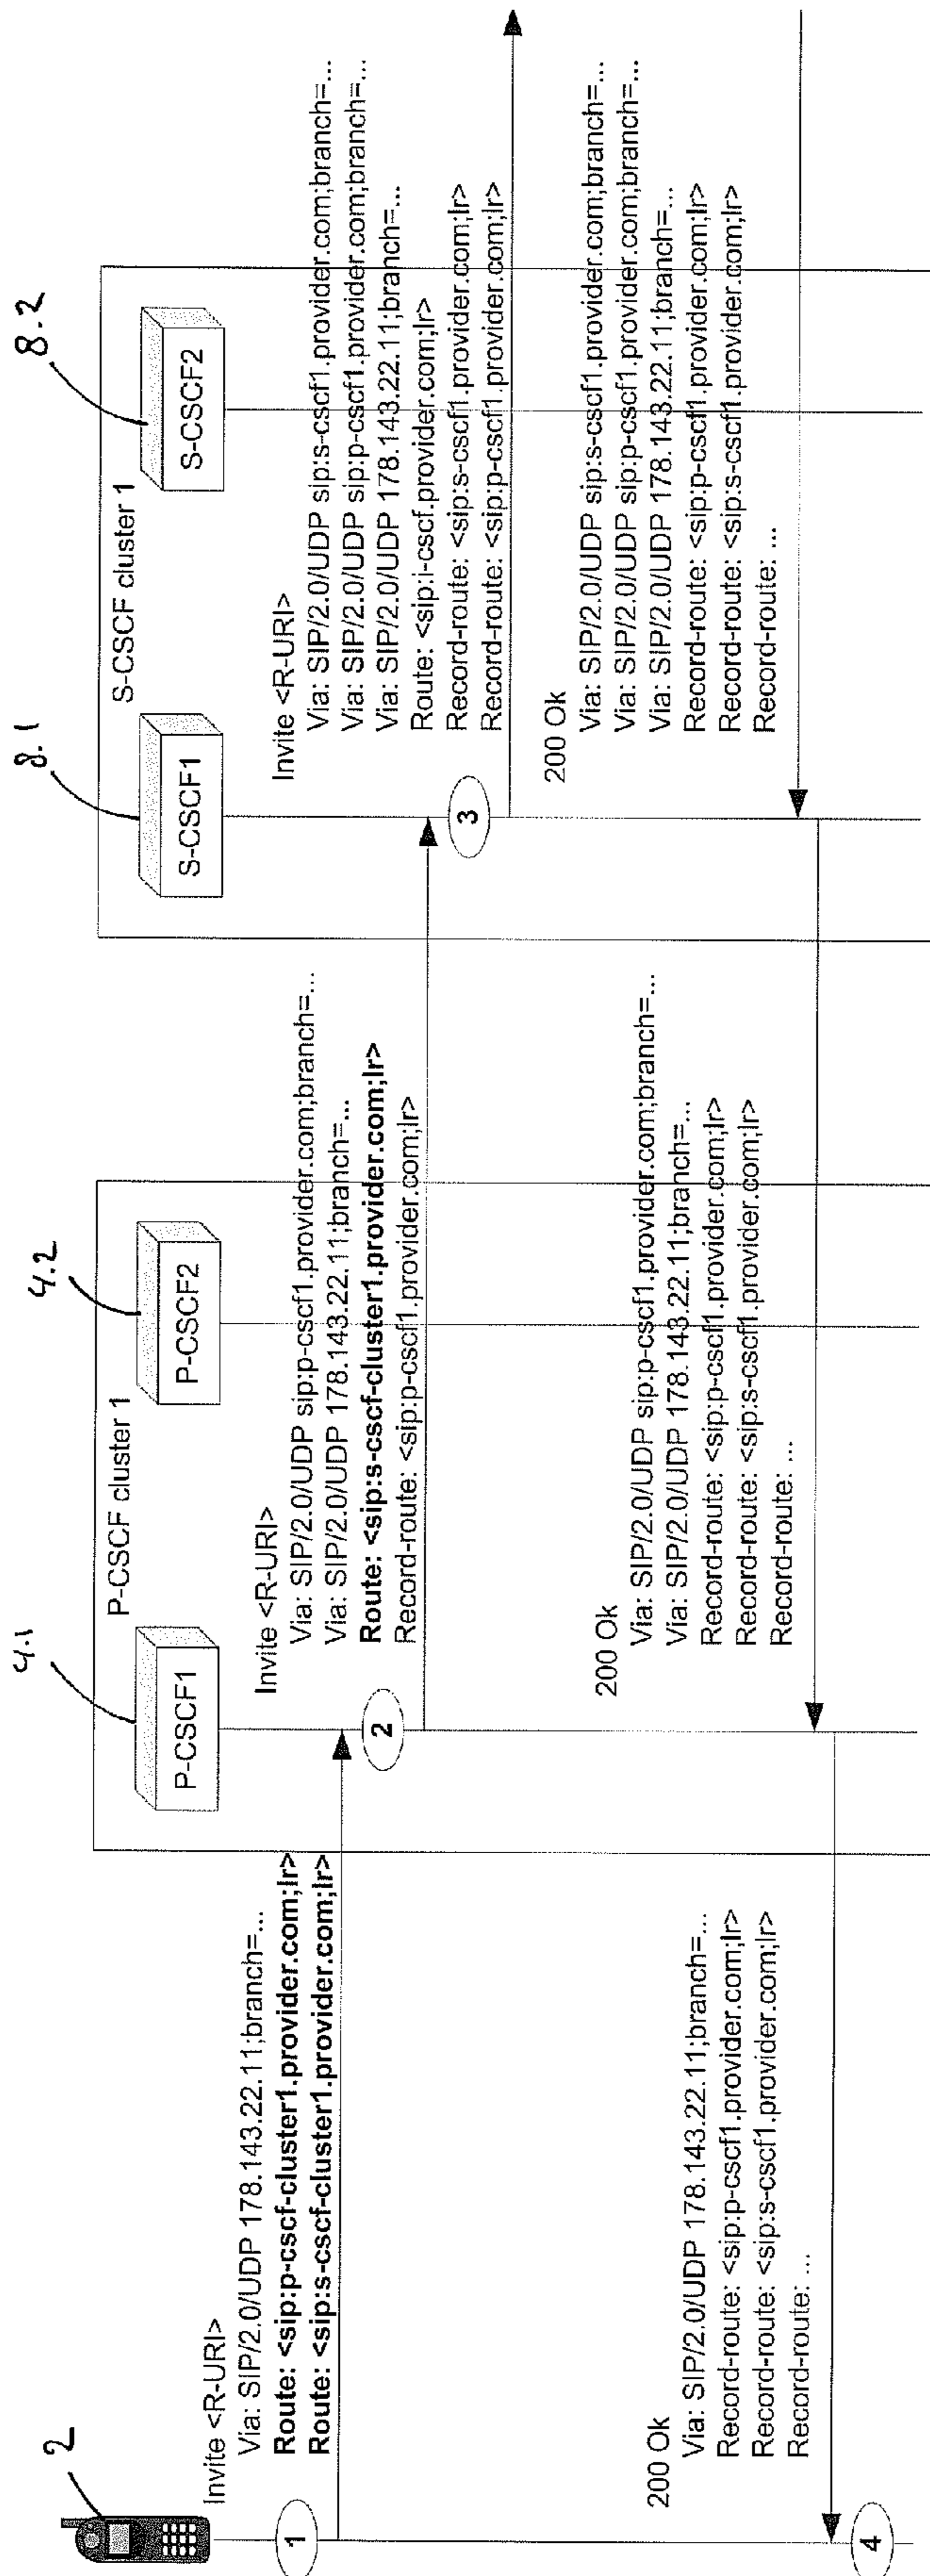 2
Invite <R-URI>
Via: SIP/2.0/UDP 178.143.22.11;branch=...
Route: <sip:p-cscf-cluster1.provider.com;lr>
Route: <sip:s-cscf-cluster1.provider.com;lr>
1
200 Ok
Via: SIP/2.0/UDP 178.143.22.11;branch=...
Record-route: <sip:p-cscf1.provider.com;lr>
Record-route: <sip:s-cscf1.provider.com;lr>
Record-route: ...
4
4.1
4.2
P-CSCF cluster 1
P-CSCF1
P-CSCF2
Invite <R-URI>
Via: SIP/2.0/UDP sip:p-cscf1.provider.com;branch=...
Via: SIP/2.0/UDP 178.143.22.11;branch=...
Route: <sip:s-cscf-cluster1.provider.com;lr>
Record-route: <sip:p-cscf1.provider.com;lr>
2
200 Ok
Via: SIP/2.0/UDP sip:p-cscf1.provider.com;branch=...
Via: SIP/2.0/UDP 178.143.22.11;branch=...
Record-route: <sip:p-cscf1.provider.com;lr>
Record-route: <sip:s-cscf1.provider.com;lr>
Record-route: ...
8.1
8.2
S-CSCF cluster 1
S-CSCF1
S-CSCF2
Invite <R-URI>
Via: SIP/2.0/UDP sip:s-cscf1.provider.com;branch=...
Via: SIP/2.0/UDP sip:p-cscf1.provider.com;branch=...
Via: SIP/2.0/UDP 178.143.22.11;branch=...
Route: <sip:i-cscf.provider.com;lr>
Record-route: <sip:s-cscf1.provider.com;lr>
Record-route: <sip:p-cscf1.provider.com;lr>
3
200 Ok
Via: SIP/2.0/UDP sip:s-cscf1.provider.com;branch=...
Via: SIP/2.0/UDP sip:p-cscf1.provider.com;branch=...
Via: SIP/2.0/UDP 178.143.22.11;branch=...
Record-route: <sip:p-cscf1.provider.com;lr>
Record-route: <sip:s-cscf1.provider.com;lr>
Record-route: ...